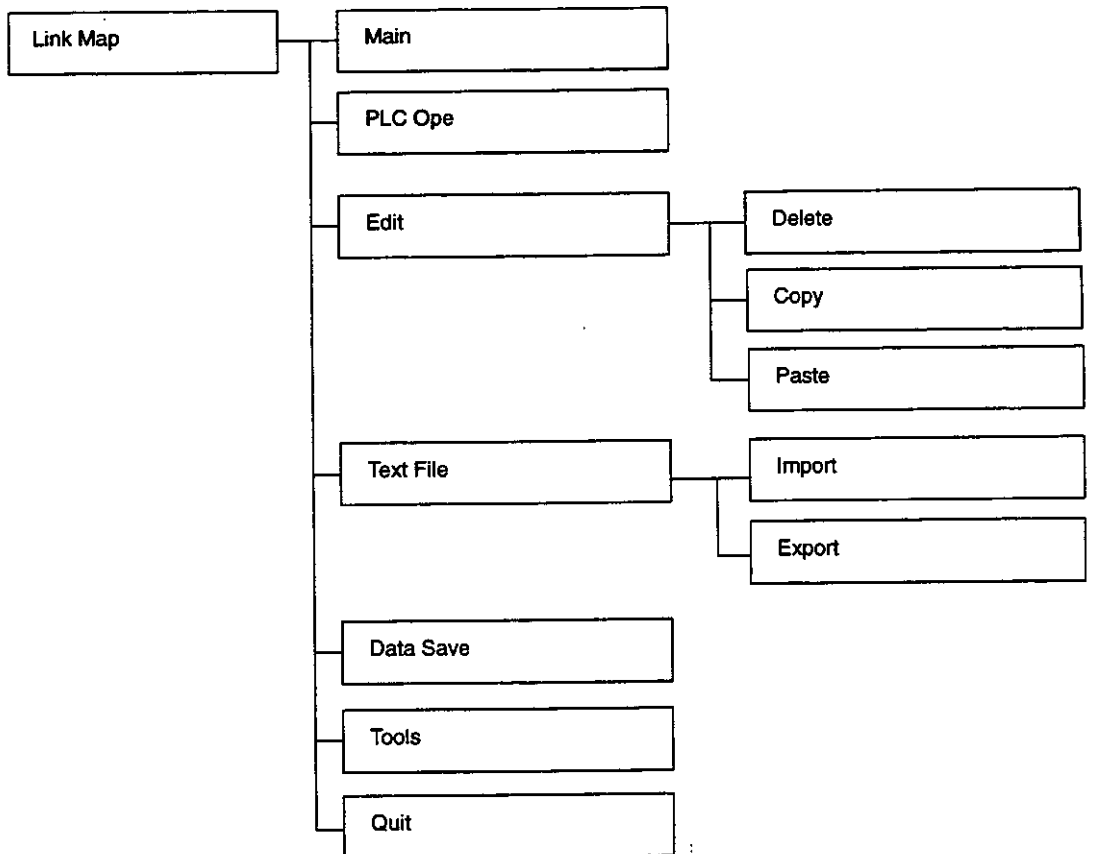 Link Map
Main
PLC Ope
Edit
Delete
Copy
Paste
Text File
Import
Export
Data Save
Tools
Quit